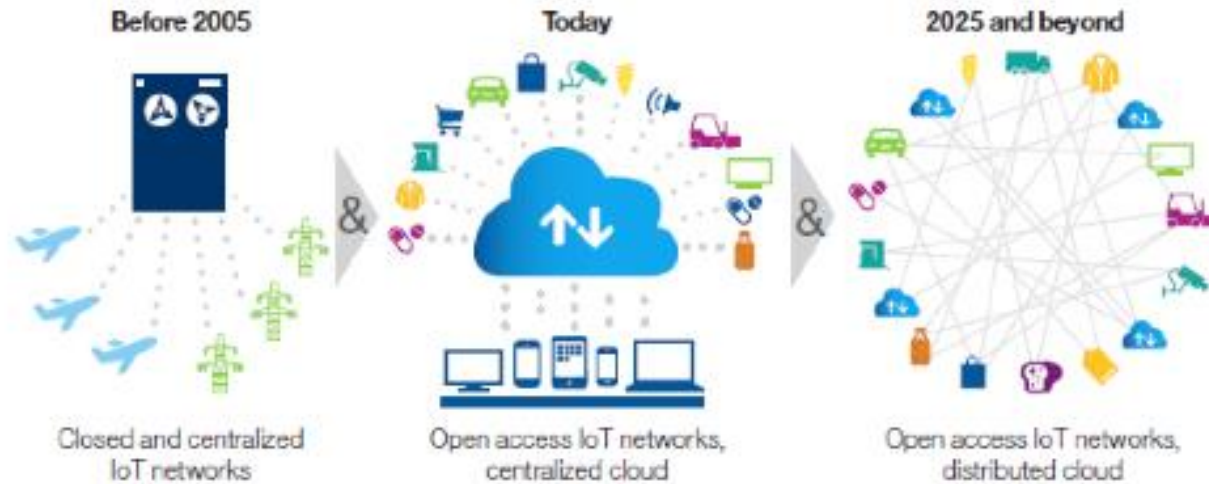 Before 2005
Today
2025 and beyond
&
&
Closed and centralized
IoT networks
Open access IoT networks,
centralized cloud
Open access IoT networks,
distributed cloud